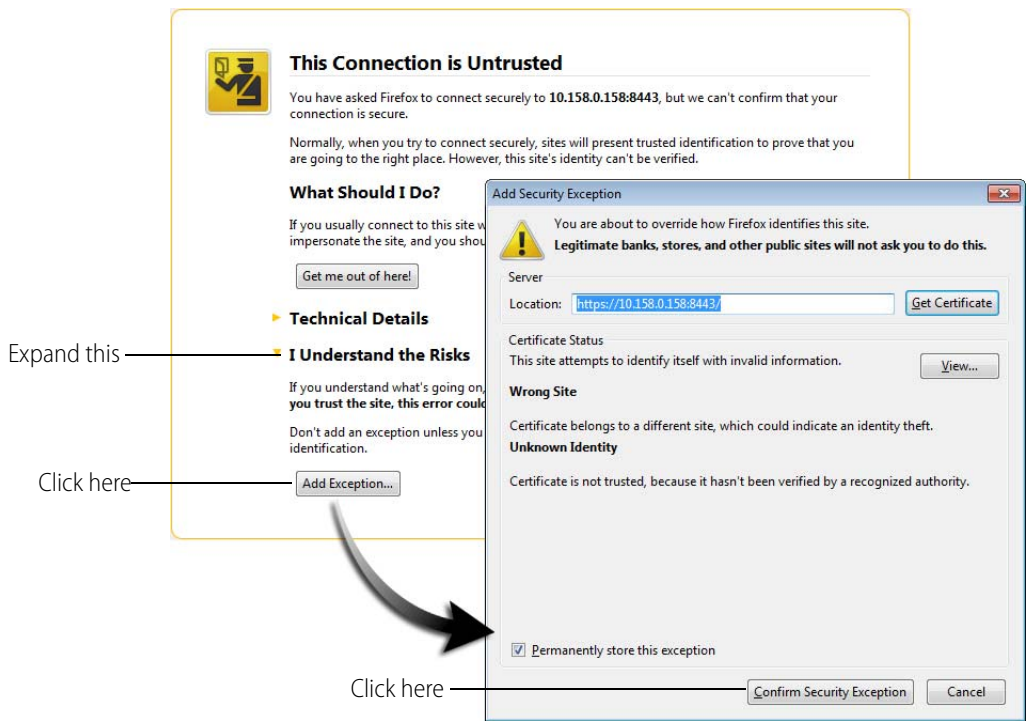 This Connection is Untrusted
You have asked Firefox to connect securely to 10.158.0.158:8443, but we can't confirm that your
connection is secure.
Normally, when you try to connect securely, sites will present trusted identification to prove that you
are going to the right place. However, this site's identity can't be verified.
What Should I Do?
If you usually connect to this site w
impersonate the site, and you shou
Get me out of here!
Technical Details
Expand this
I Understand the Risks
If you understand what's going on,
you trust the site, this error could
Don't add an exception unless you
identification.
Click here
Add Exception...
Add Security Exception
You are about to override how Firefox identifies this site.
Legitimate banks, stores, and other public sites will not ask you to do this.
Server
Location:
https://10.158.0.158:8443/
Get Certificate
Certificate Status
This site attempts to identify itself with invalid information.
View...
Wrong Site
Certificate belongs to a different site, which could indicate an identity theft.
Unknown Identity
Certificate is not trusted, because it hasn't been verified by a recognized authority.
Permanently store this exception
Click here
Confirm Security Exception
Cancel